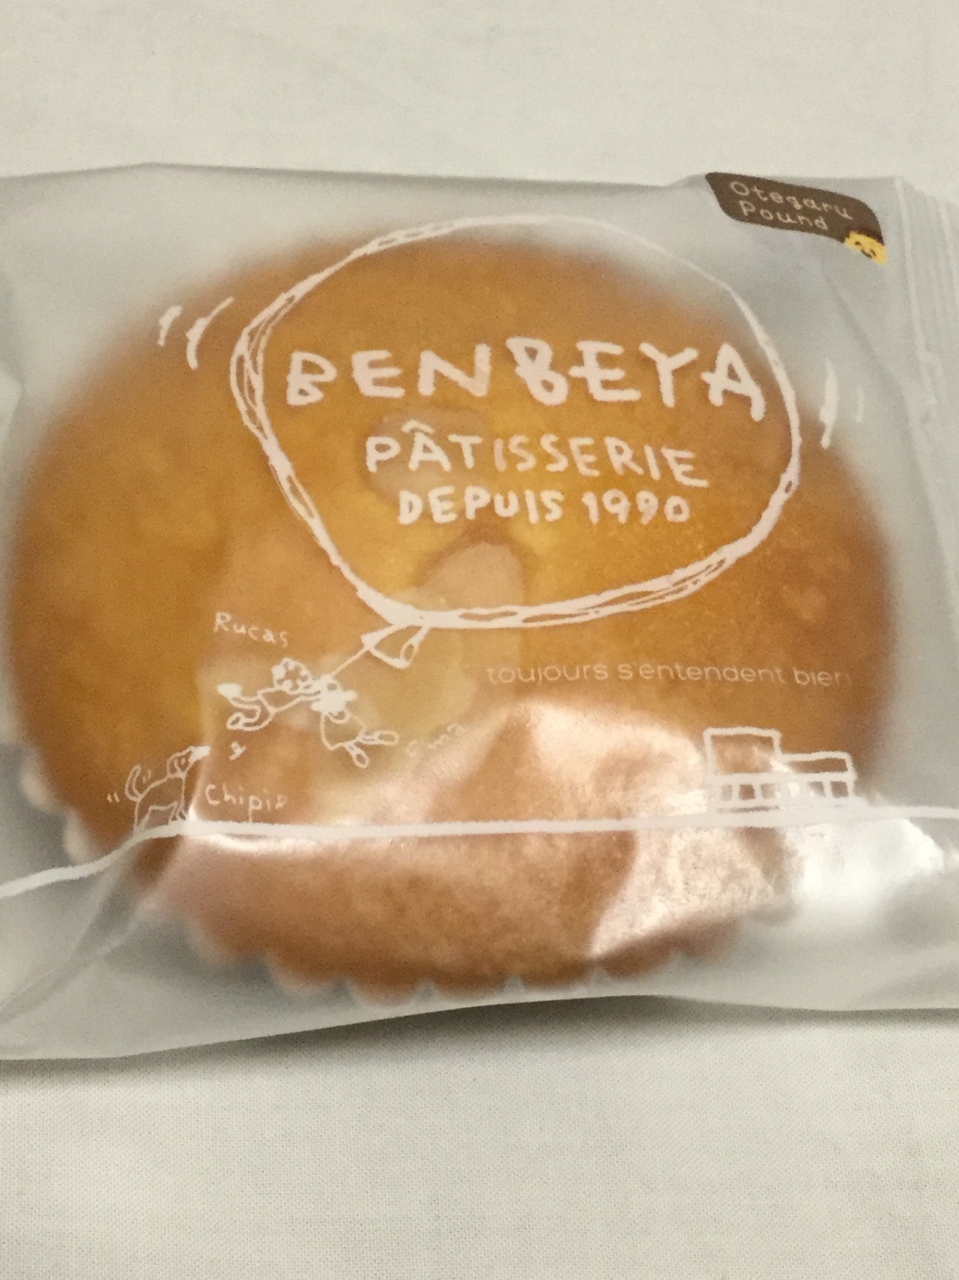 Otegaru
Pound
BENBEYA
PÂTISSERIE
DEPUIS 1990
Rucas
toujours s'entendent bien
&
Chipie